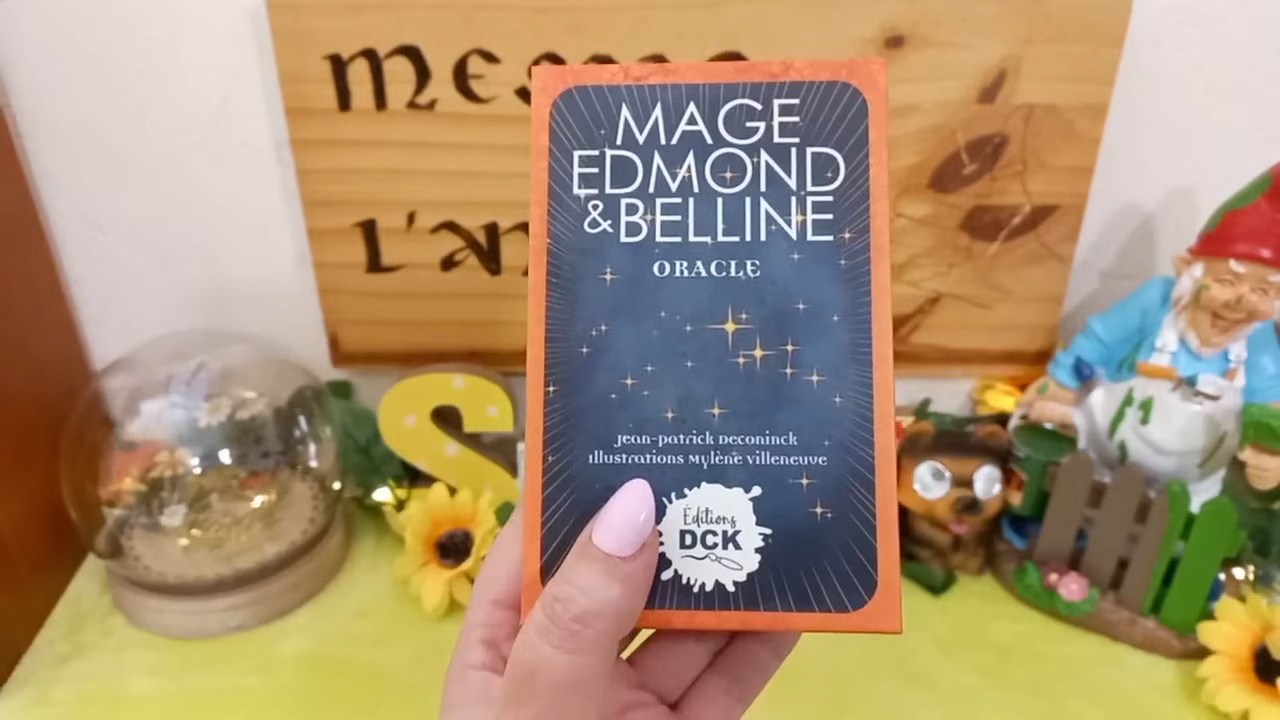 MAGE
EDMOND
& BELLINE
ORACLE
Jean-Patrick Deconinck
Illustrations Mylène Villeneuve
Éditions
DCK
L'
S